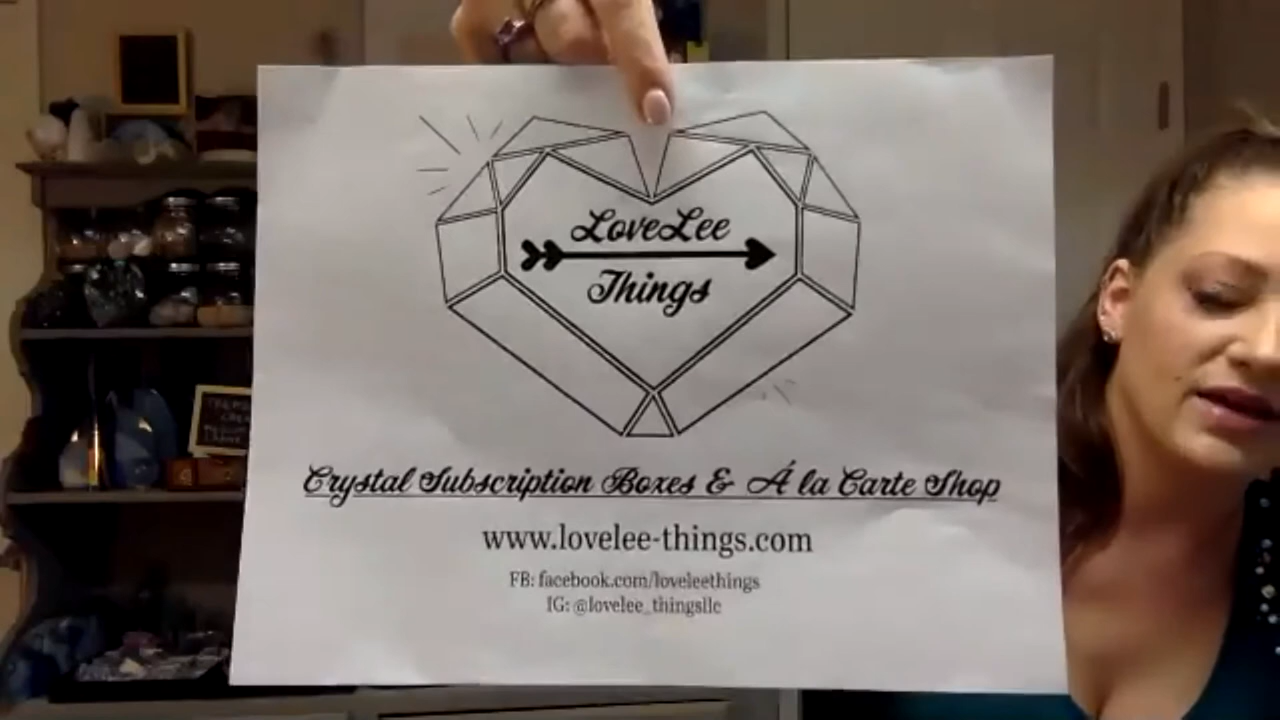 LoveLee
Things
Crystal Subscription Boxes & Á la Carte Shop
www.lovelee-things.com
FB: facebook.com/loveleethings
IG: @lovelee_thingsllc